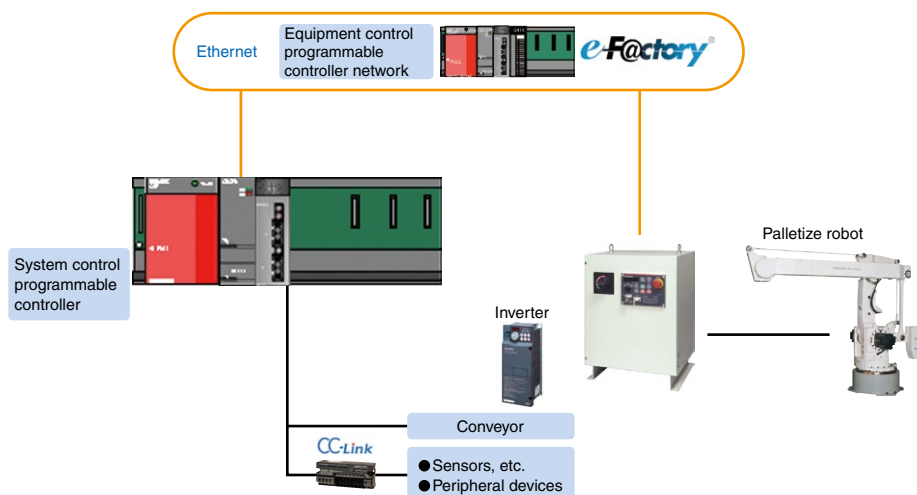 Ethernet
Equipment control
programmable
controller network
e-F@ctory®
System control
programmable
controller
Palletize robot
Inverter
Conveyor
CC-Link
●Sensors, etc.
●Peripheral devices